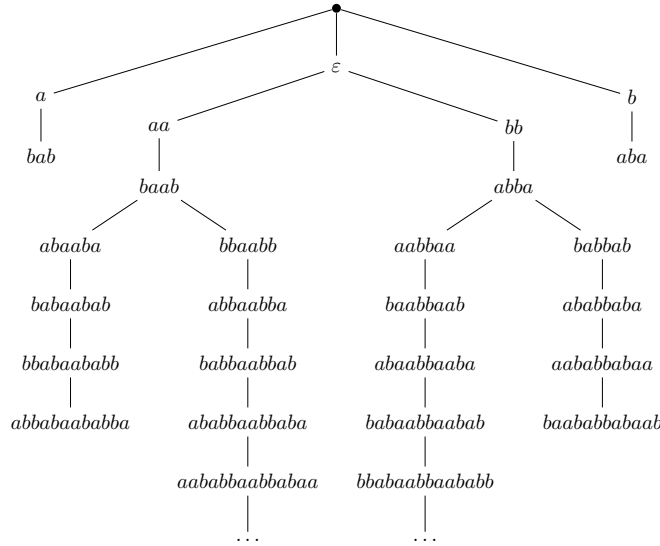 ε
a b
aa bb
bab aba
baab abba
abaaba bbaabb aabbaa babbab
babaabab abbaabba baabbaab ababbaba
bbabaababb babbaabbab abaabbaaba aababbabaa
abbabaababba ababbaabbaba babaabbaabab baababbabaab
aababbaabbabaa bbabaabbaababb
... ...